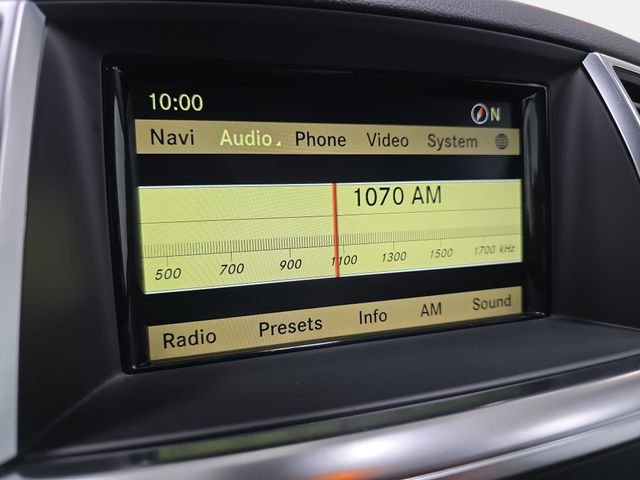 10:00 N
Navi Audio Phone Video System
1070 AM
500 700 900 1100 1300 1500 1700 kHz
Radio Presets Info AM Sound